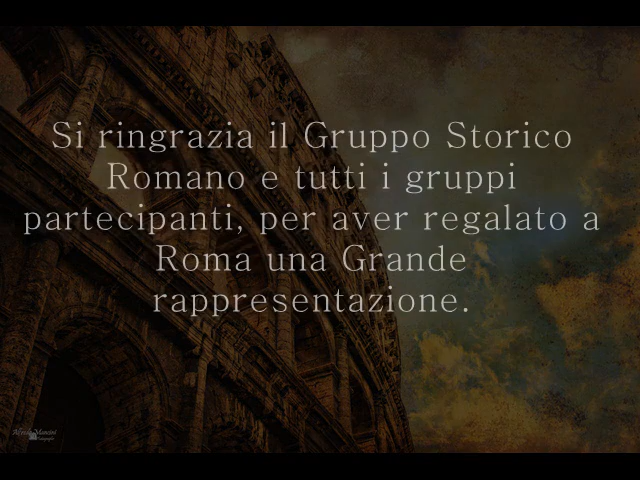 Si ringrazia il Gruppo Storico
Romano e tutti i gruppi
partecipanti, per aver regalato a
Roma una Grande
rappresentazione.